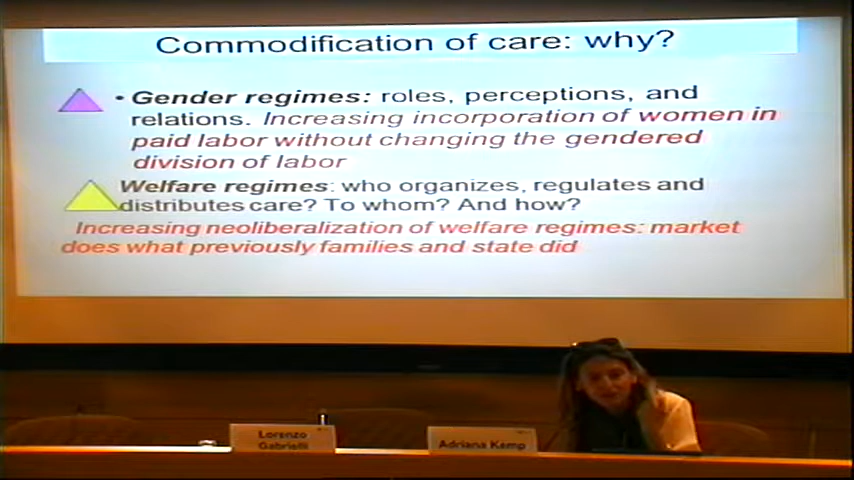 Commodification of care: why?
• Gender regimes: roles, perceptions, and
relations. Increasing incorporation of women in
paid labor without changing the gendered
division of labor
Welfare regimes: who organizes, regulates and
distributes care? To whom? And how?
Increasing neoliberalization of welfare regimes: market
does what previously families and state did
Lorenzo
Gabrielli
Adriana Kemp